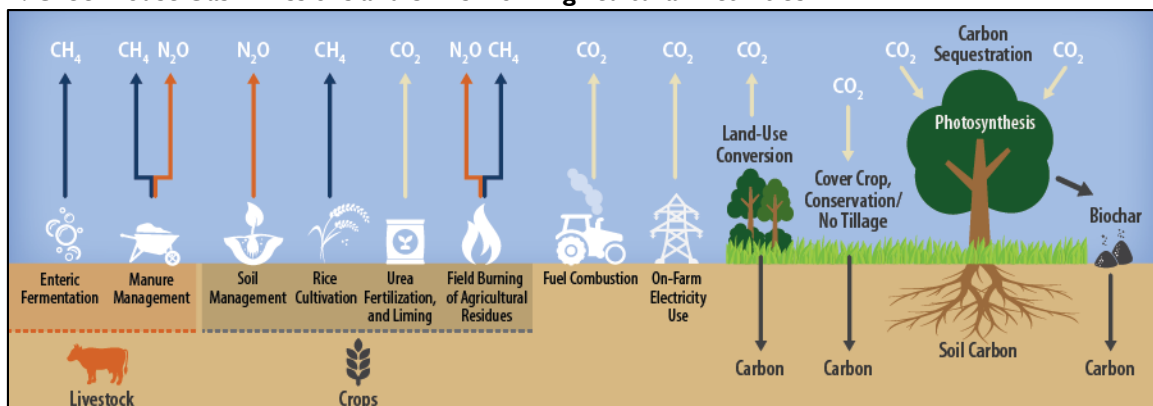 CH₄
CH₄ N₂O
N₂O
CH₄
CO₂
N₂O CH₄
CO₂
CO₂
CO₂
CO₂
CO₂
Carbon
Sequestration
CO₂
Photosynthesis
Land-Use
Conversion
Cover Crop,
Conservation/
No Tillage
Biochar
Enteric
Fermentation
Manure
Management
Soil
Management
Rice
Cultivation
Urea
Fertilization,
and Liming
Field Burning
of Agricultural
Residues
Fuel Combustion
On-Farm
Electricity
Use
Carbon
Carbon
Soil Carbon
Carbon
Livestock
Crops